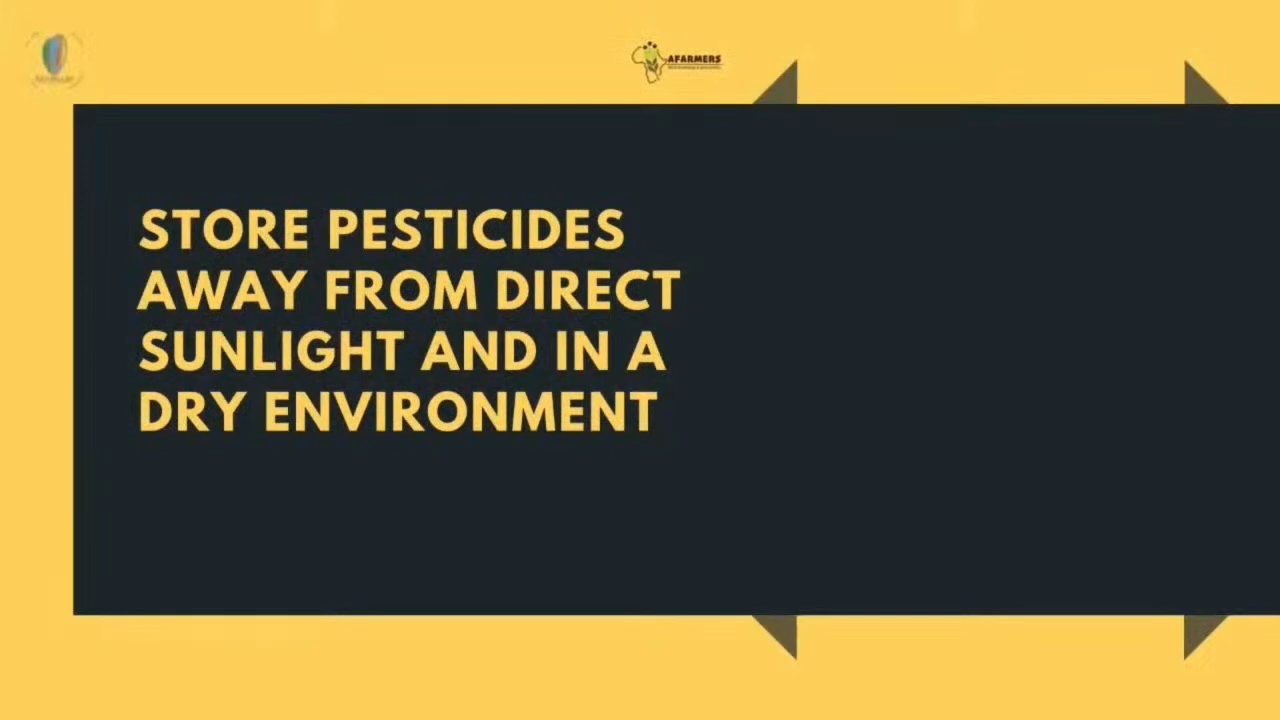 AFARMERS
STORE PESTICIDES
AWAY FROM DIRECT
SUNLIGHT AND IN A
DRY ENVIRONMENT